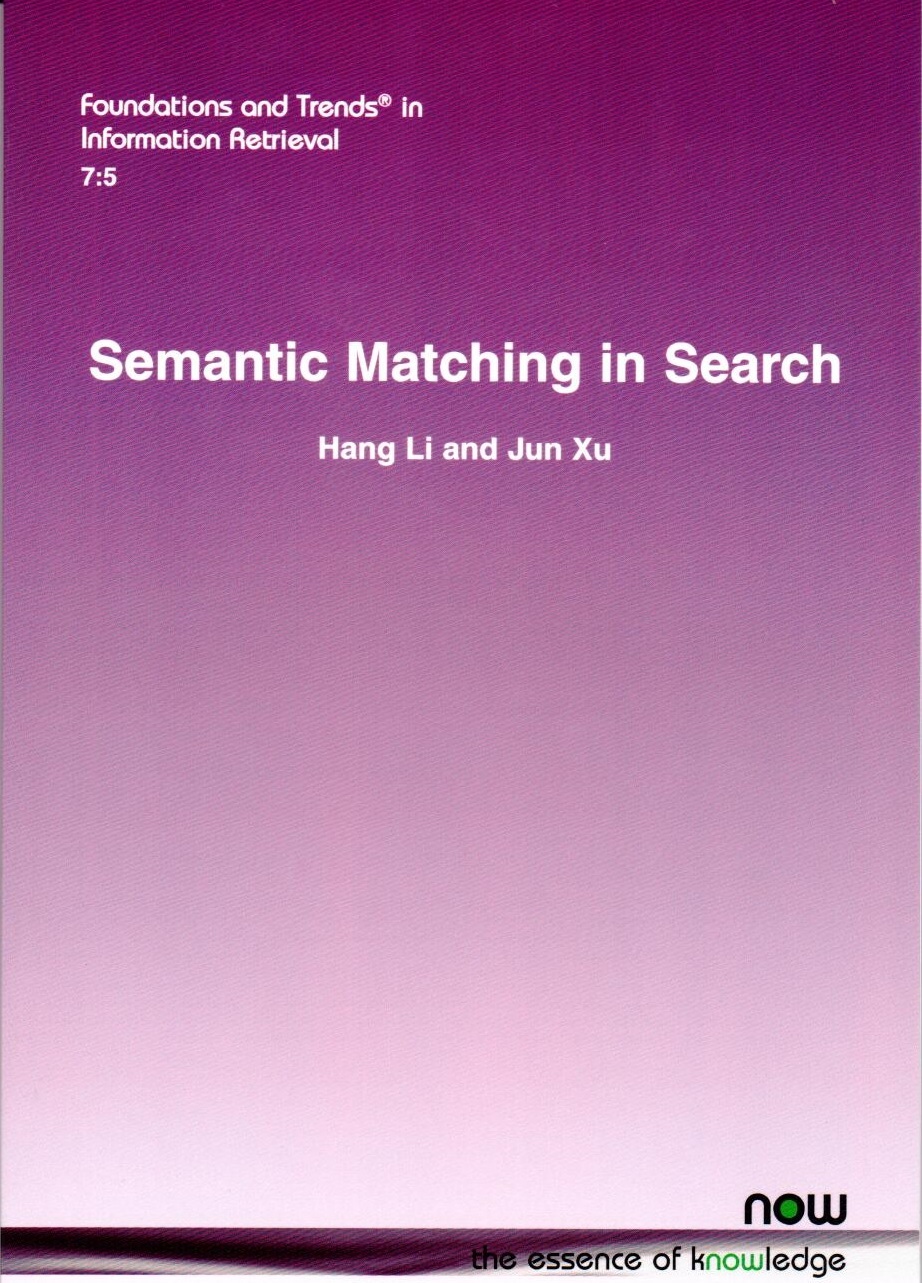 Foundations and Trends® in
Information Retrieval
7:5
Semantic Matching in Search
Hang Li and Jun Xu
now
the essence of knowledge